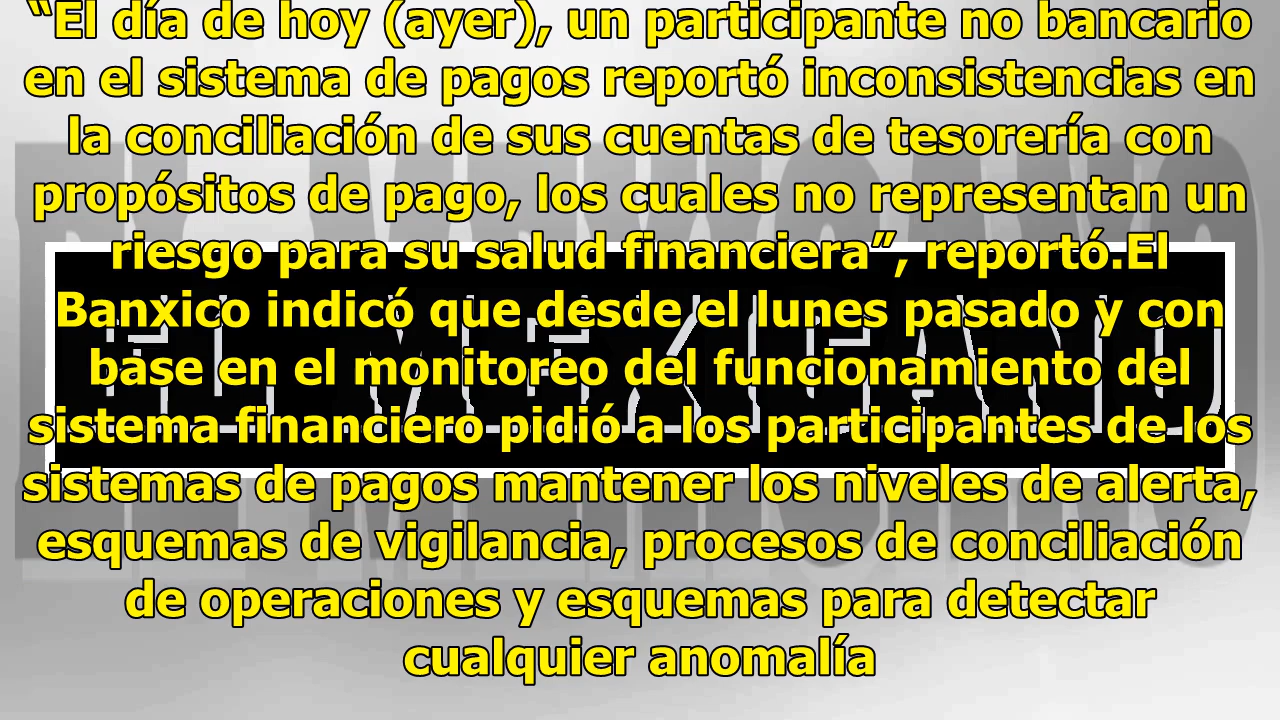 “El día de hoy (ayer), un participante no bancario
en el sistema de pagos reportó inconsistencias en
la conciliación de sus cuentas de tesorería con
propósitos de pago, los cuales no representan un
riesgo para su salud financiera”, reportó.El
Banxico indicó que desde el lunes pasado y con
base en el monitoreo del funcionamiento del
sistema financiero pidió a los participantes de los
sistemas de pagos mantener los niveles de alerta,
esquemas de vigilancia, procesos de conciliación
de operaciones y esquemas para detectar
cualquier anomalía
EL MEXICANO